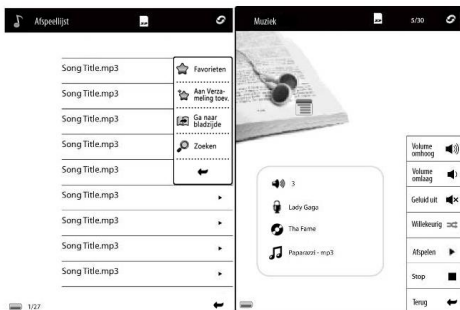 Afspeellijst
Song Title.mp3
Song Title.mp3
Song Title.mp3
Song Title.mp3
Song Title.mp3
Song Title.mp3
Song Title.mp3
Song Title.mp3
Song Title.mp3
Favorieten
Aan Verza-
meling toev.
Ga naar
bladzijde
Zoeken
1/27
Muziek
5/30
3
Lady Gaga
The Fame
Paparazzi - mp3
Volume
omhoog
Volume
omlaag
Geluid uit
Willekeurig
Afspelen
Stop
Terug